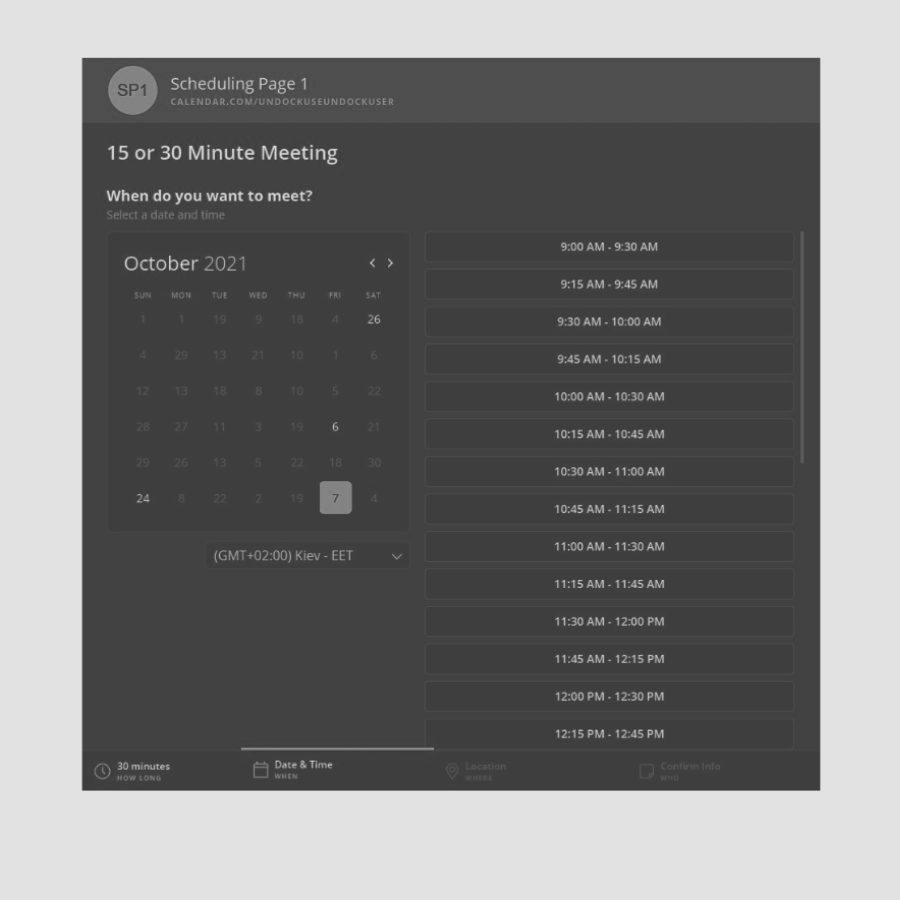 SP1
Scheduling Page 1
CALENDAR.COM/UNDOCKUSEUNDOCKUSER
15 or 30 Minute Meeting
When do you want to meet?
Select a date and time
October 2021
SUN MON TUE WED THU FRI SAT
1 1 19 9 18 4 26
4 29 13 21 10 1 6
12 13 18 8 10 5 22
28 27 11 3 19 6 21
29 26 13 5 22 18 30
24 8 22 2 19 7 4
(GMT+02:00) Kiev - EET
9:00 AM - 9:30 AM
9:15 AM - 9:45 AM
9:30 AM - 10:00 AM
9:45 AM - 10:15 AM
10:00 AM - 10:30 AM
10:15 AM - 10:45 AM
10:30 AM - 11:00 AM
10:45 AM - 11:15 AM
11:00 AM - 11:30 AM
11:15 AM - 11:45 AM
11:30 AM - 12:00 PM
11:45 AM - 12:15 PM
12:00 PM - 12:30 PM
12:15 PM - 12:45 PM
30 minutes
HOW LONG
Date & Time
WHEN
Location
WHERE
Confirm Info
WHO